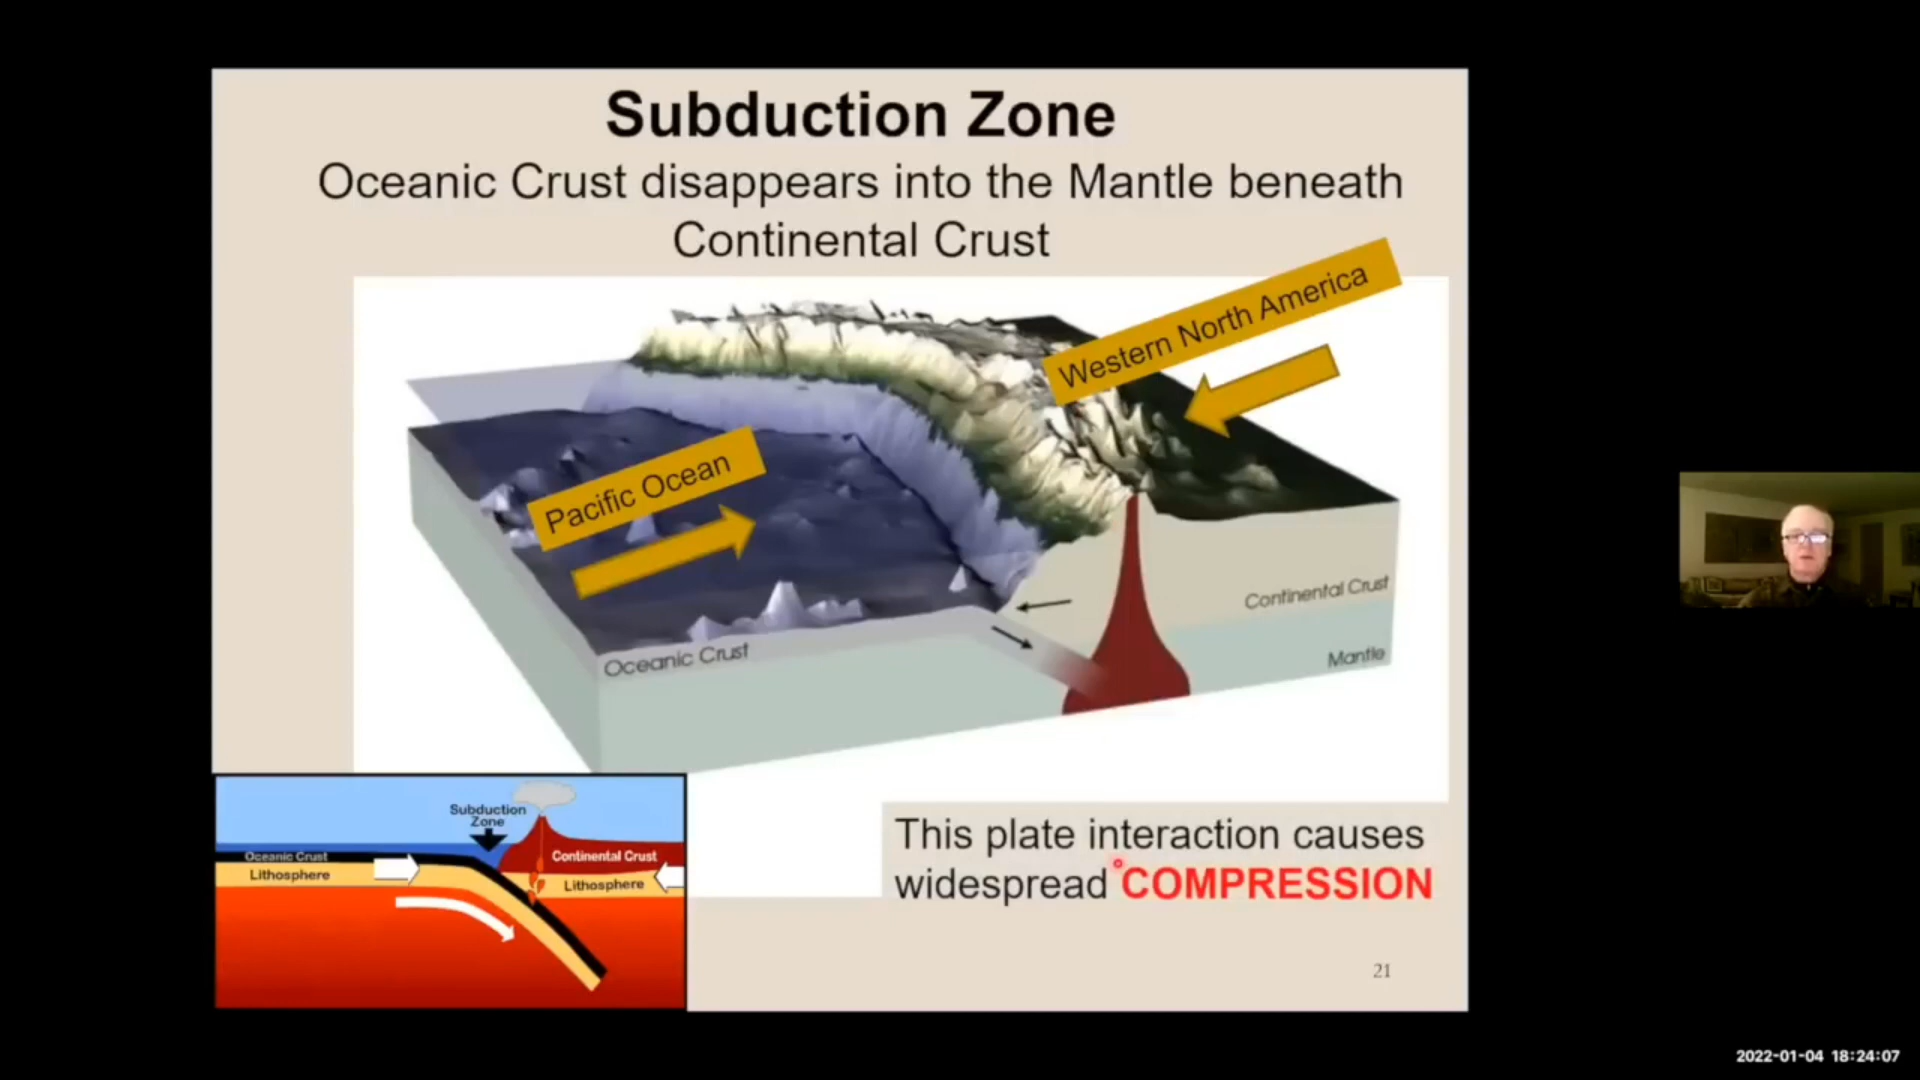 Subduction Zone
Oceanic Crust disappears into the Mantle beneath
Continental Crust
Western North America
Pacific Ocean
Continental Crust
Oceanic Crust
Mantle
Subduction
Zone
Oceanic Crust
Continental Crust
Lithosphere
Lithosphere
This plate interaction causes
widespread COMPRESSION
21
2022-01-04 18:24:07